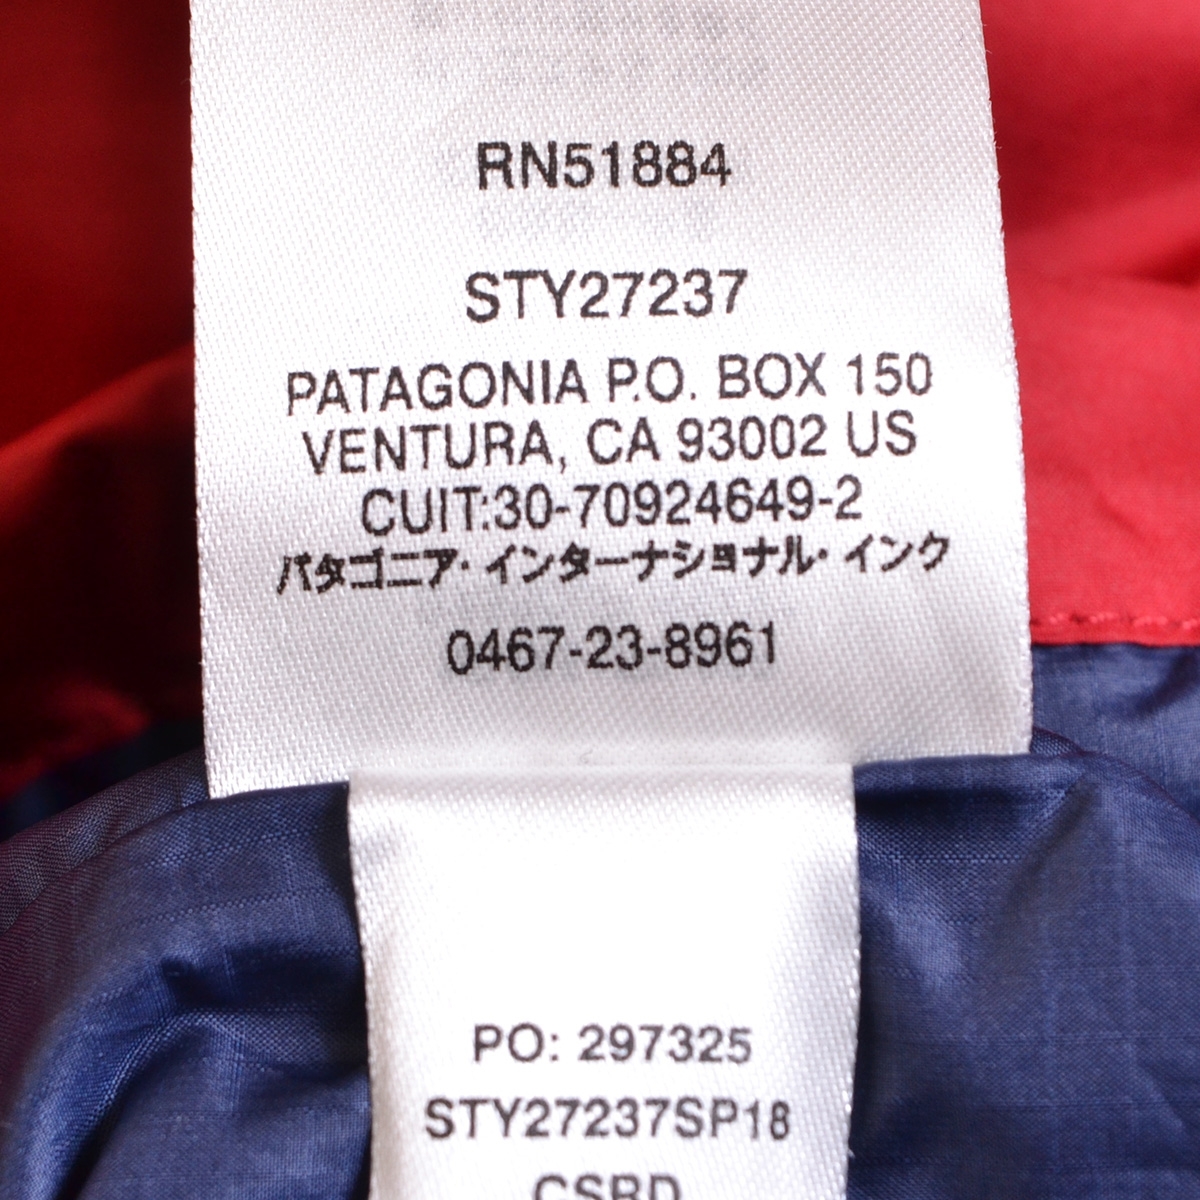 RN51884
STY27237
PATAGONIA P.O. BOX 150
VENTURA, CA 93002 US
CUIT:30-70924649-2
パタゴニア・インターナショナル・インク
0467-23-8961
PO: 297325
STY27237SP18
CSRD